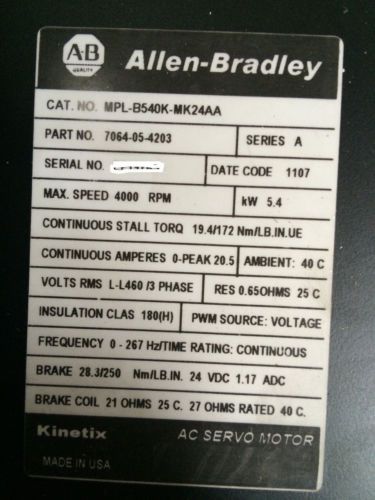 A-B
QUALITY
Allen-Bradley
CAT. NO. MPL-B540K-MK24AA
PART NO. 7064-05-4203 SERIES A
SERIAL NO. DATE CODE 1107
MAX. SPEED 4000 RPM kW 5.4
CONTINUOUS STALL TORQ 19.4/172 Nm/LB.IN.UE
CONTINUOUS AMPERES 0-PEAK 20.5 AMBIENT: 40 C
VOLTS RMS L-L460 /3 PHASE RES 0.65OHMS 25 C
INSULATION CLAS 180(H) PWM SOURCE: VOLTAGE
FREQUENCY 0 - 267 Hz/TIME RATING: CONTINUOUS
BRAKE 28.3/250 Nm/LB.IN. 24 VDC 1.17 ADC
BRAKE COIL 21 OHMS 25 C. 27 OHMS RATED 40 C.
Kinetix AC SERVO MOTOR
MADE IN USA